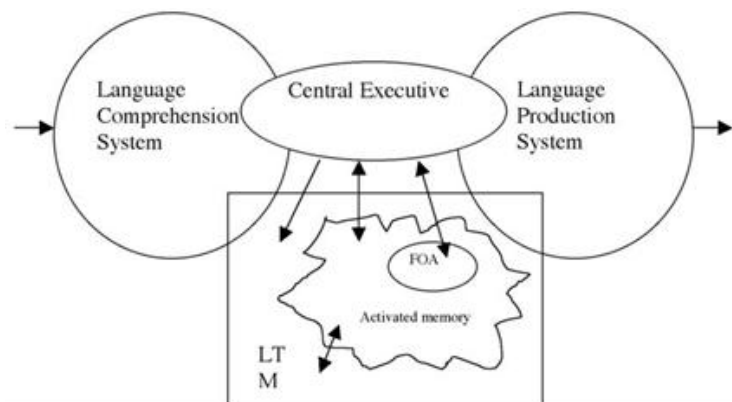 Language
Comprehension
System
Central Executive
Language
Production
System
FOA
Activated memory
LT
M